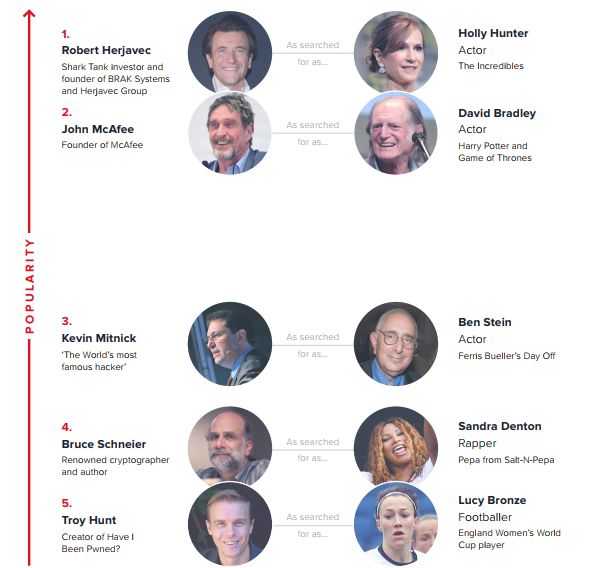 1.
Robert Herjavec
Shark Tank investor and
founder of BRAK Systems
and Herjavec Group
As searched
for as...
Holly Hunter
Actor
The Incredibles
2.
John McAfee
Founder of McAfee
As searched
for as...
David Bradley
Actor
Harry Potter and
Game of Thrones
POPULARITY
3.
Kevin Mitnick
‘The World’s most
famous hacker’
As searched
for as...
Ben Stein
Actor
Ferris Bueller’s Day Off
4.
Bruce Schneier
Renowned cryptographer
and author
As searched
for as...
Sandra Denton
Rapper
Pepa from Salt-N-Pepa
5.
Troy Hunt
Creator of Have I
Been Pwned?
As searched
for as...
Lucy Bronze
Footballer
England Women’s World
Cup player